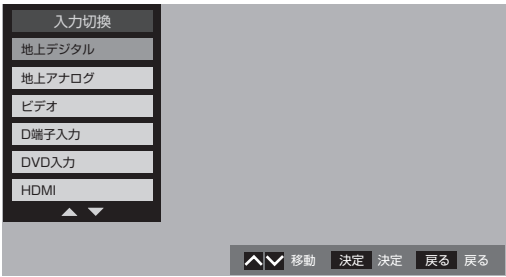 入力切換
地上デジタル
地上アナログ
ビデオ
D端子入力
DVD入力
HDMI
移動 決定 決定 戻る 戻る